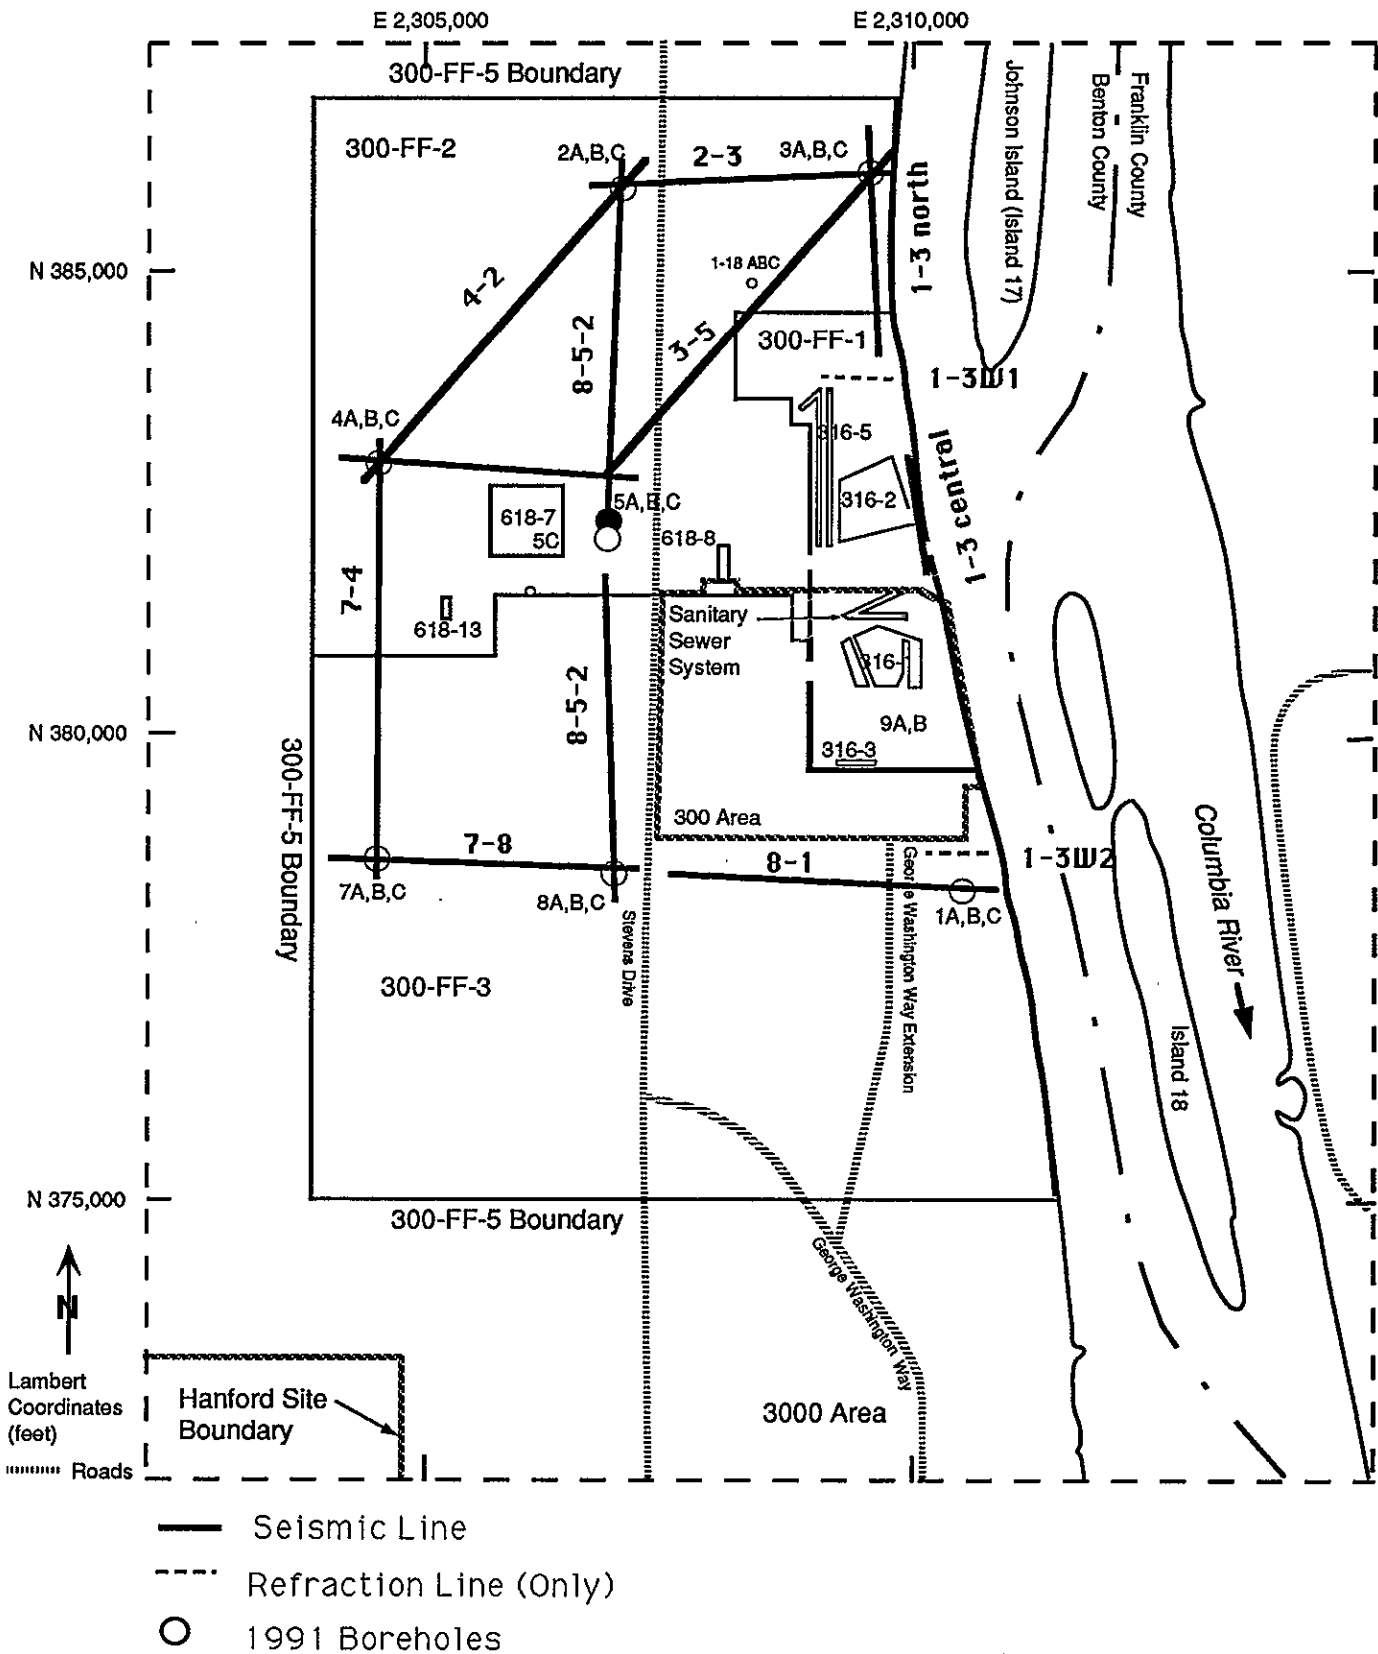 E 2,305,000
E 2,310,000
300-FF-5 Boundary
300-FF-2
2A,B,C
2-3
3A,B,C
1-3 north
Johnson Island (Island 17)
Benton County
Franklin County
N 385,000
4-2
1-18 ABC
8-5-2
3-5
300-FF-1
1-3W1
4A,B,C
316-5
1-3 central
618-7
5C
5A,B,C
618-8
316-2
7-4
618-13
Sanitary
Sewer
System
316-
8-5-2
9A,B
N 380,000
316-3
300-FF-5 Boundary
300 Area
Columbia River
7-8
8-1
1-3W2
7A,B,C
8A,B,C
1A,B,C
Stevens Drive
George Washington Way Extension
300-FF-3
Island 18
N 375,000
300-FF-5 Boundary
George Washington Way
N
Lambert
Coordinates
(feet)
Roads
Hanford Site
Boundary
3000 Area
Seismic Line
Refraction Line (Only)
1991 Boreholes